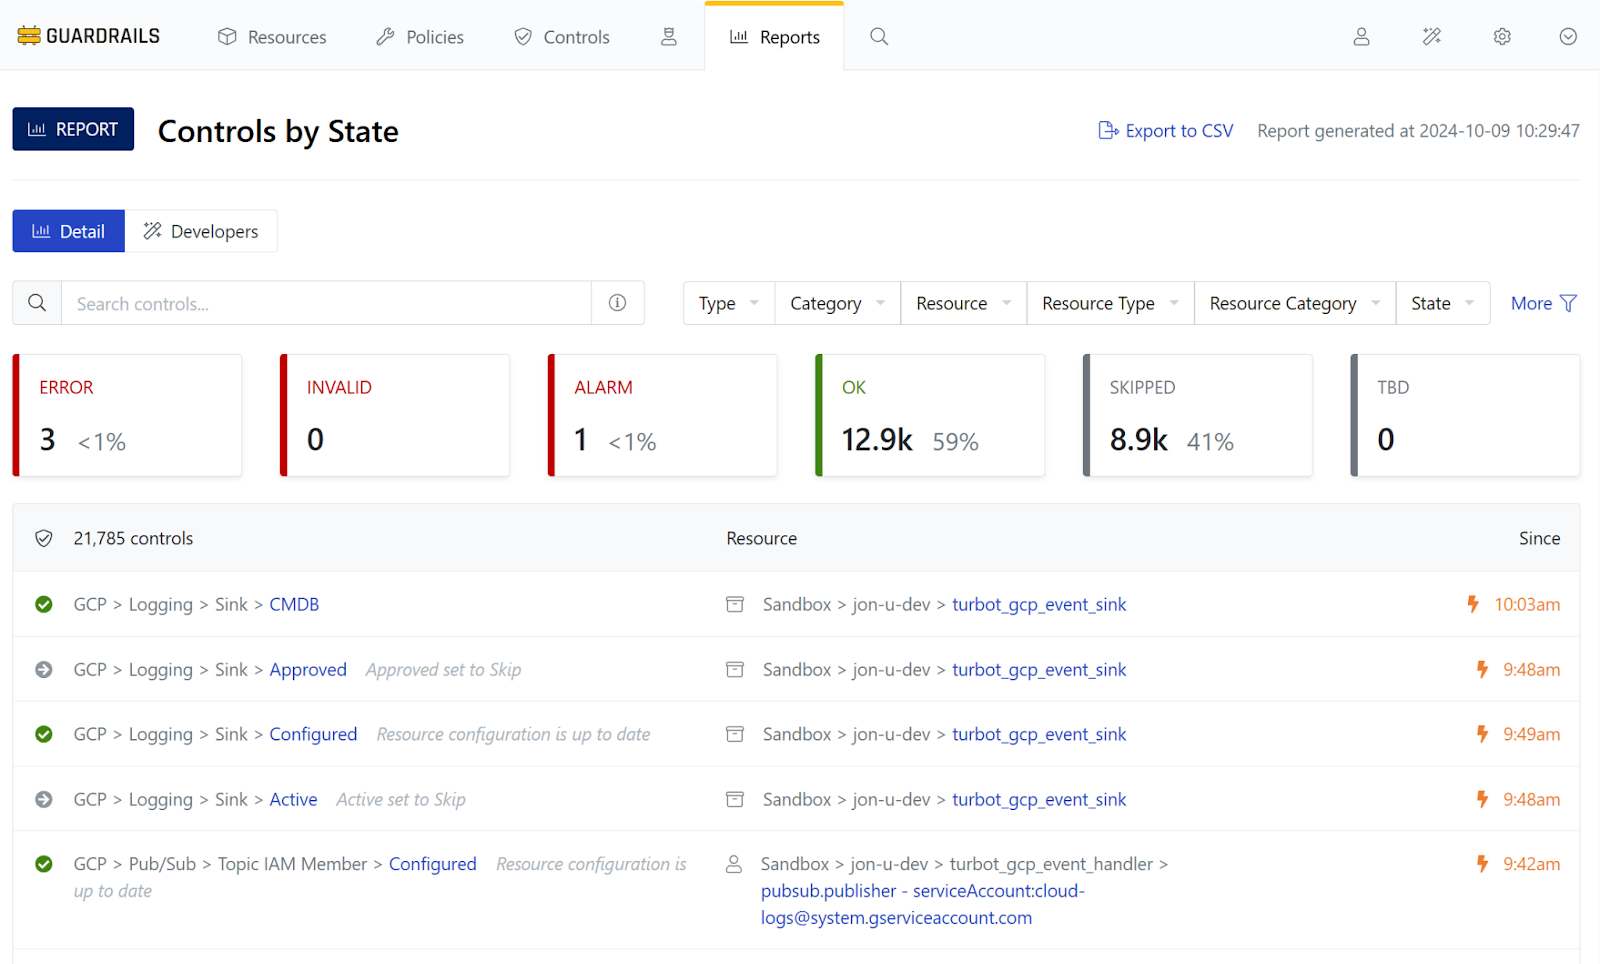 GUARDRAILS Resources Policies Controls Reports
REPORT Controls by State Export to CSV Report generated at 2024-10-09 10:29:47
Detail Developers
Search controls... Type Category Resource Resource Type Resource Category State More
ERROR INVALID ALARM OK SKIPPED TBD
3 <1% 0 1 <1% 12.9k 59% 8.9k 41% 0
21,785 controls Resource Since
GCP > Logging > Sink > CMDB Sandbox > jon-u-dev > turbot_gcp_event_sink 10:03am
GCP > Logging > Sink > Approved Approved set to Skip Sandbox > jon-u-dev > turbot_gcp_event_sink 9:48am
GCP > Logging > Sink > Configured Resource configuration is up to date Sandbox > jon-u-dev > turbot_gcp_event_sink 9:49am
GCP > Logging > Sink > Active Active set to Skip Sandbox > jon-u-dev > turbot_gcp_event_sink 9:48am
GCP > Pub/Sub > Topic IAM Member > Configured Resource configuration is
up to date
Sandbox > jon-u-dev > turbot_gcp_event_handler >
pubsub.publisher - serviceAccount:cloud-
logs@system.gserviceaccount.com
9:42am